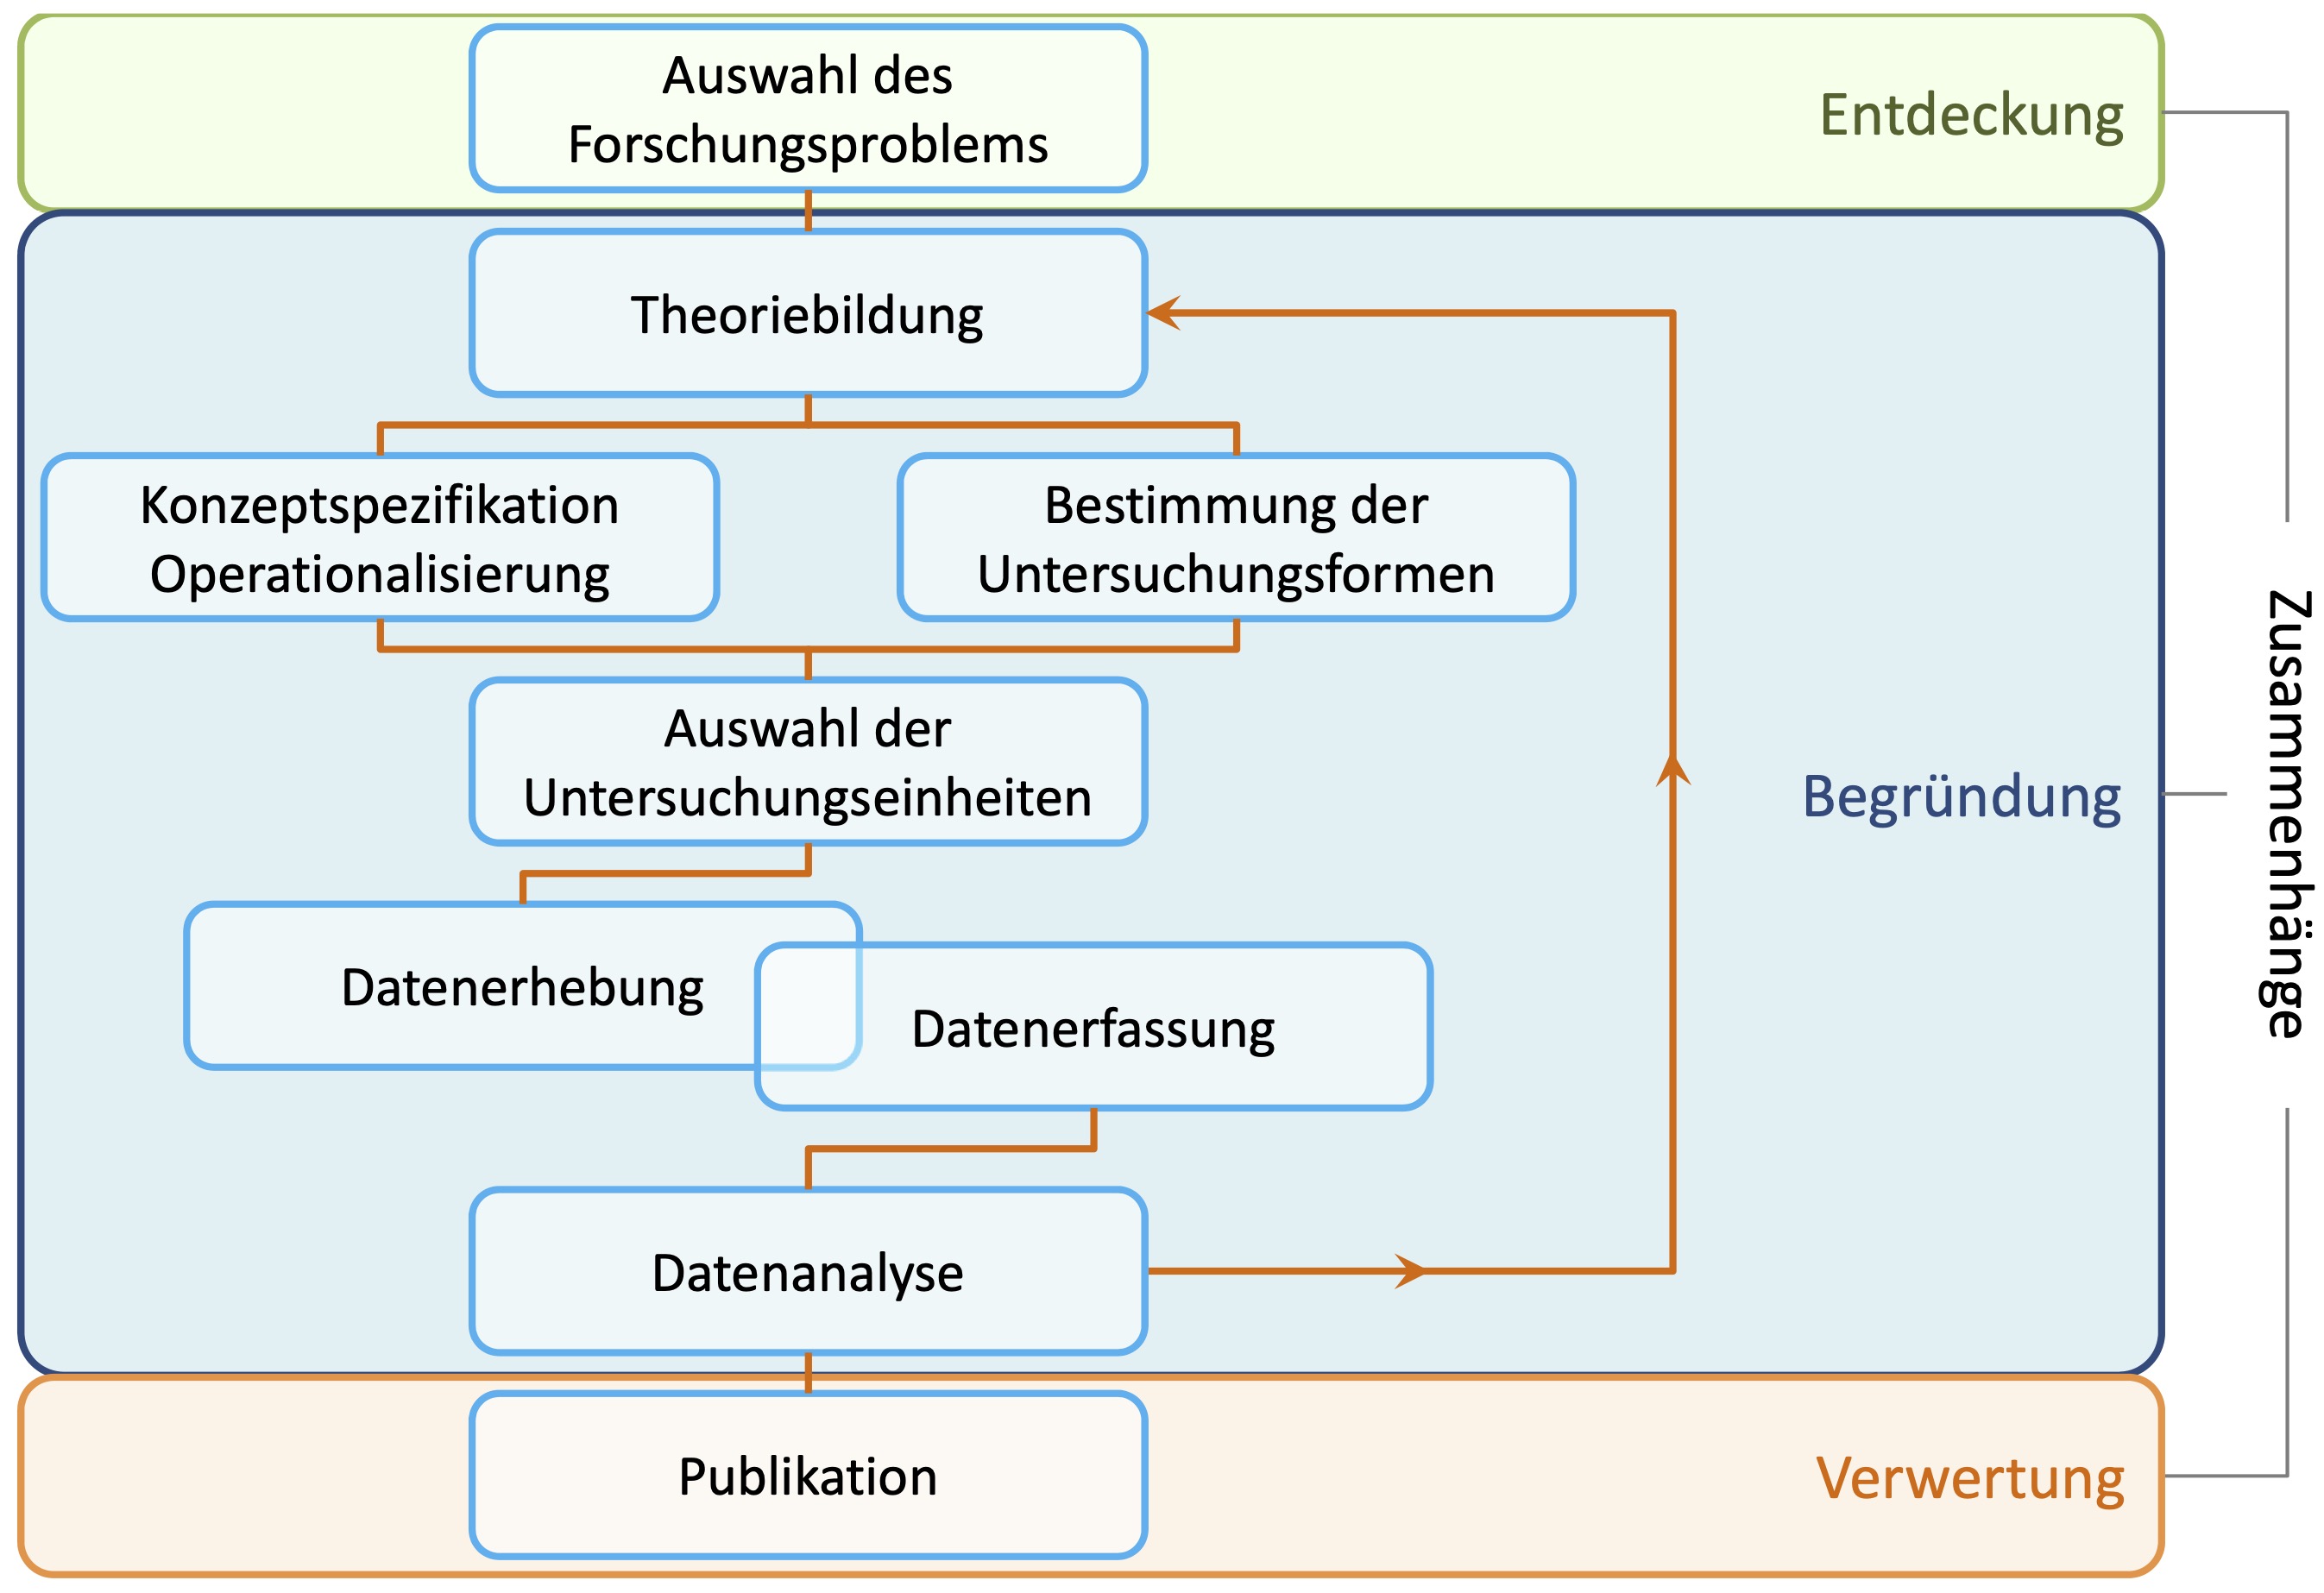 Auswahl des
Forschungsproblems
Entdeckung
Theoriebildung
Konzeptspezifikation
Operationalisierung
Bestimmung der
Untersuchungsformen
Auswahl der
Untersuchungseinheiten
Begründung
Zusammenhänge
Datenerhebung
Datenerfassung
Datenanalyse
Publikation
Verwertung